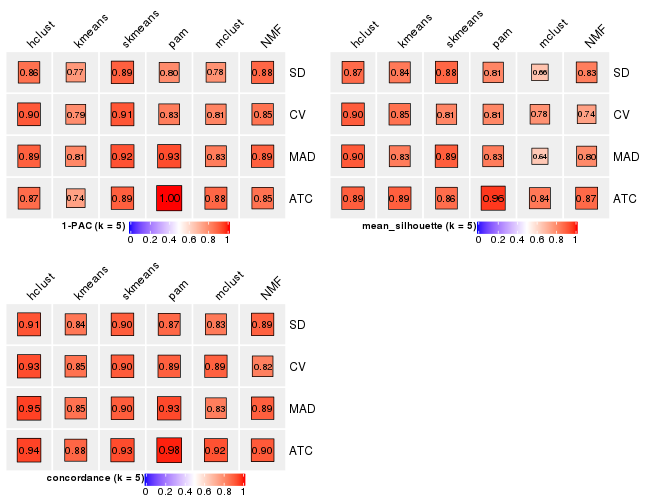 hclust kmeans skmeans pam mclust NMF
0.86 0.77 0.89 0.80 0.78 0.88 SD
0.90 0.79 0.91 0.83 0.81 0.85 CV
0.89 0.81 0.92 0.93 0.83 0.89 MAD
0.87 0.74 0.89 1.00 0.88 0.85 ATC
1-PAC (k = 5)
0 0.2 0.4 0.6 0.8 1
hclust kmeans skmeans pam mclust NMF
0.87 0.84 0.88 0.81 0.66 0.83 SD
0.90 0.85 0.81 0.81 0.78 0.74 CV
0.90 0.83 0.89 0.83 0.64 0.80 MAD
0.89 0.89 0.86 0.96 0.84 0.87 ATC
mean_silhouette (k = 5)
0 0.2 0.4 0.6 0.8 1
hclust kmeans skmeans pam mclust NMF
0.91 0.84 0.90 0.87 0.83 0.89 SD
0.93 0.85 0.90 0.89 0.89 0.82 CV
0.95 0.85 0.90 0.93 0.83 0.89 MAD
0.94 0.88 0.93 0.98 0.92 0.90 ATC
concordance (k = 5)
0 0.2 0.4 0.6 0.8 1